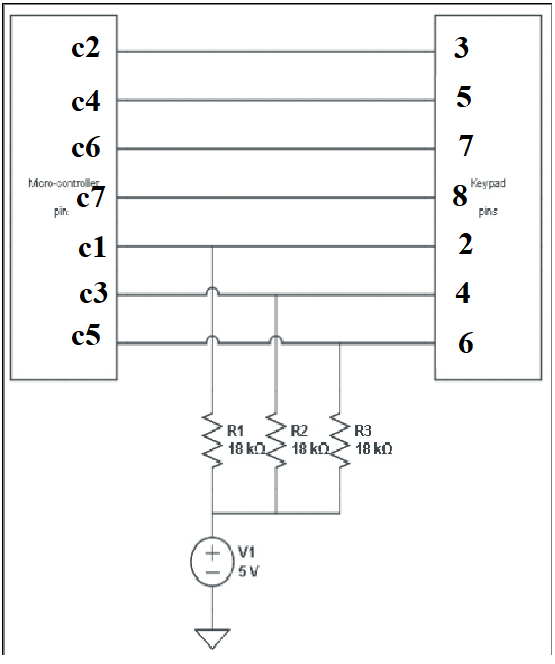 c2 3
c4 5
c6 7
Micro-controller Keypad
pin c7 8 pins
c1 2
c3 4
c5 6
R1 R2 R3
18 kΩ 18 kΩ 18 kΩ
V1
5 V